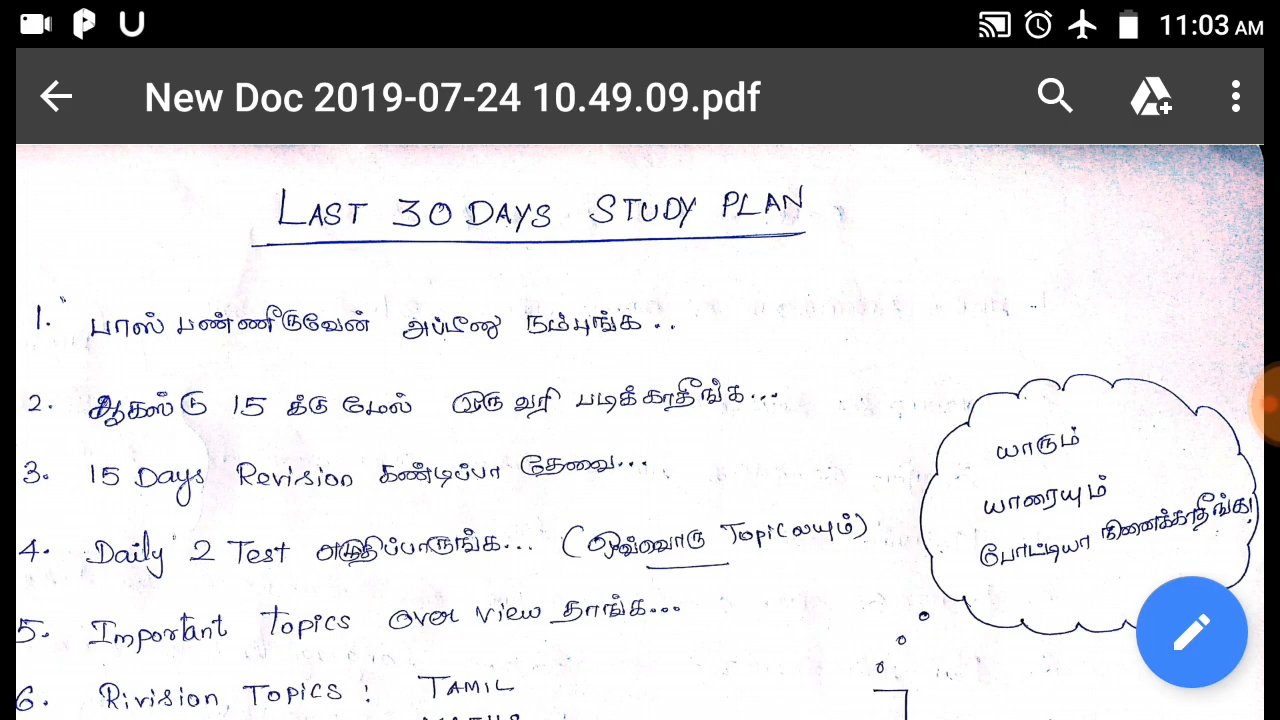 11:03 AM
New Doc 2019-07-24 10.49.09.pdf
LAST 30 DAYS STUDY PLAN
1. பாஸ் பண்ணீருவேன் அப்டீனு நம்புங்க..
2. ஆகஸ்டு 15 க்கு மேல் ஒரு வரி படிக்காதீங்க...
3. 15 Days Revision கண்டிப்பா தேவை...
4. Daily 2 Test எழுதிப்பாருங்க... (ஒவ்வொரு Topicலயும்)
5. Important Topics over view தாங்க...
6. Rivision Topics : TAMIL
யாரும்
யாரையும்
போட்டியா நினைக்காதீங்க!